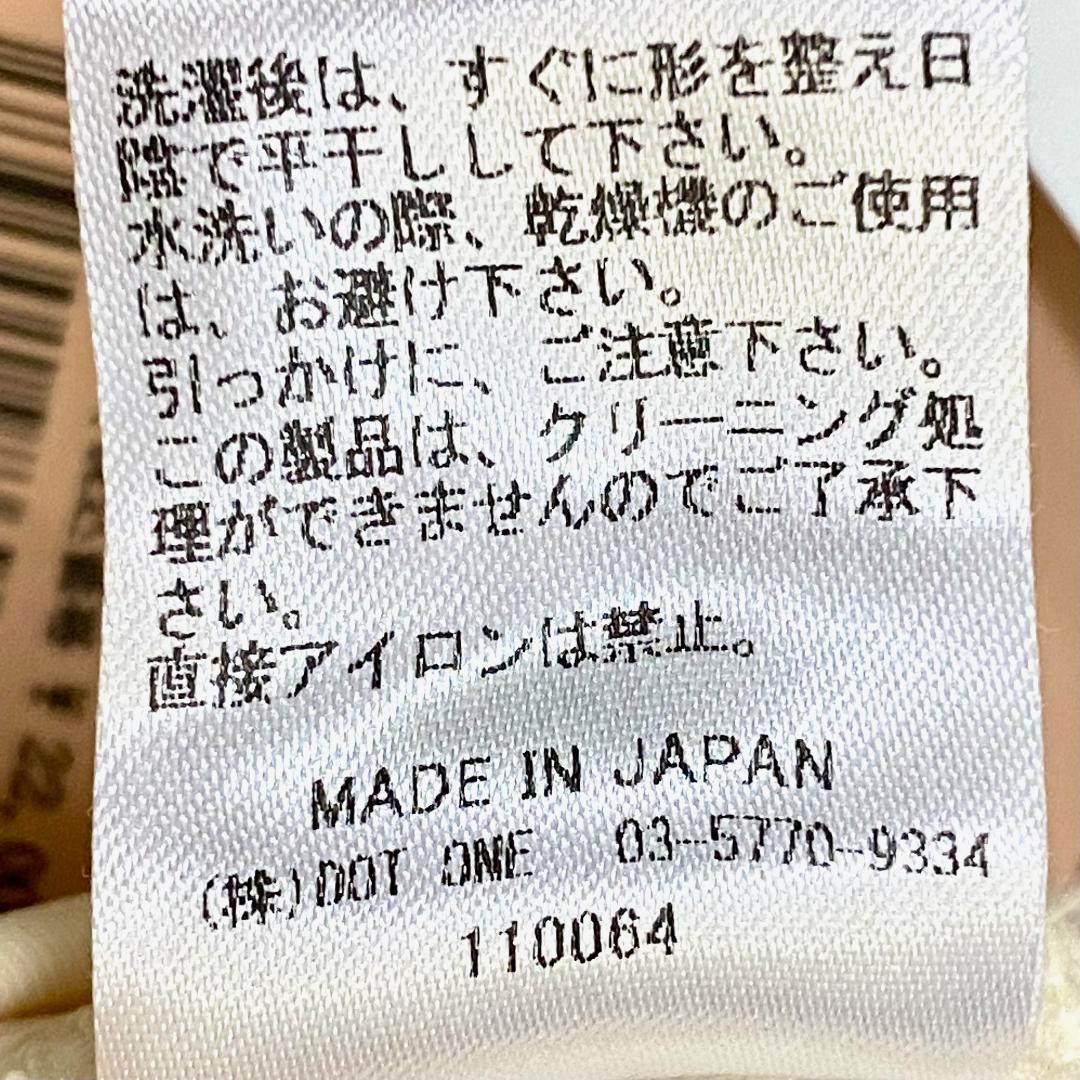 洗濯後は、すぐに形を整え日
陰で平干しして下さい。
水洗いの際、乾燥機のご使用
は、お避け下さい。
引っかけに、ご注意下さい。
この製品は、クリーニング処
理ができませんのでご了承下
さい。
直接アイロンは禁止。
MADE IN JAPAN
(株)DOT ONE 03-5770-9334
110064